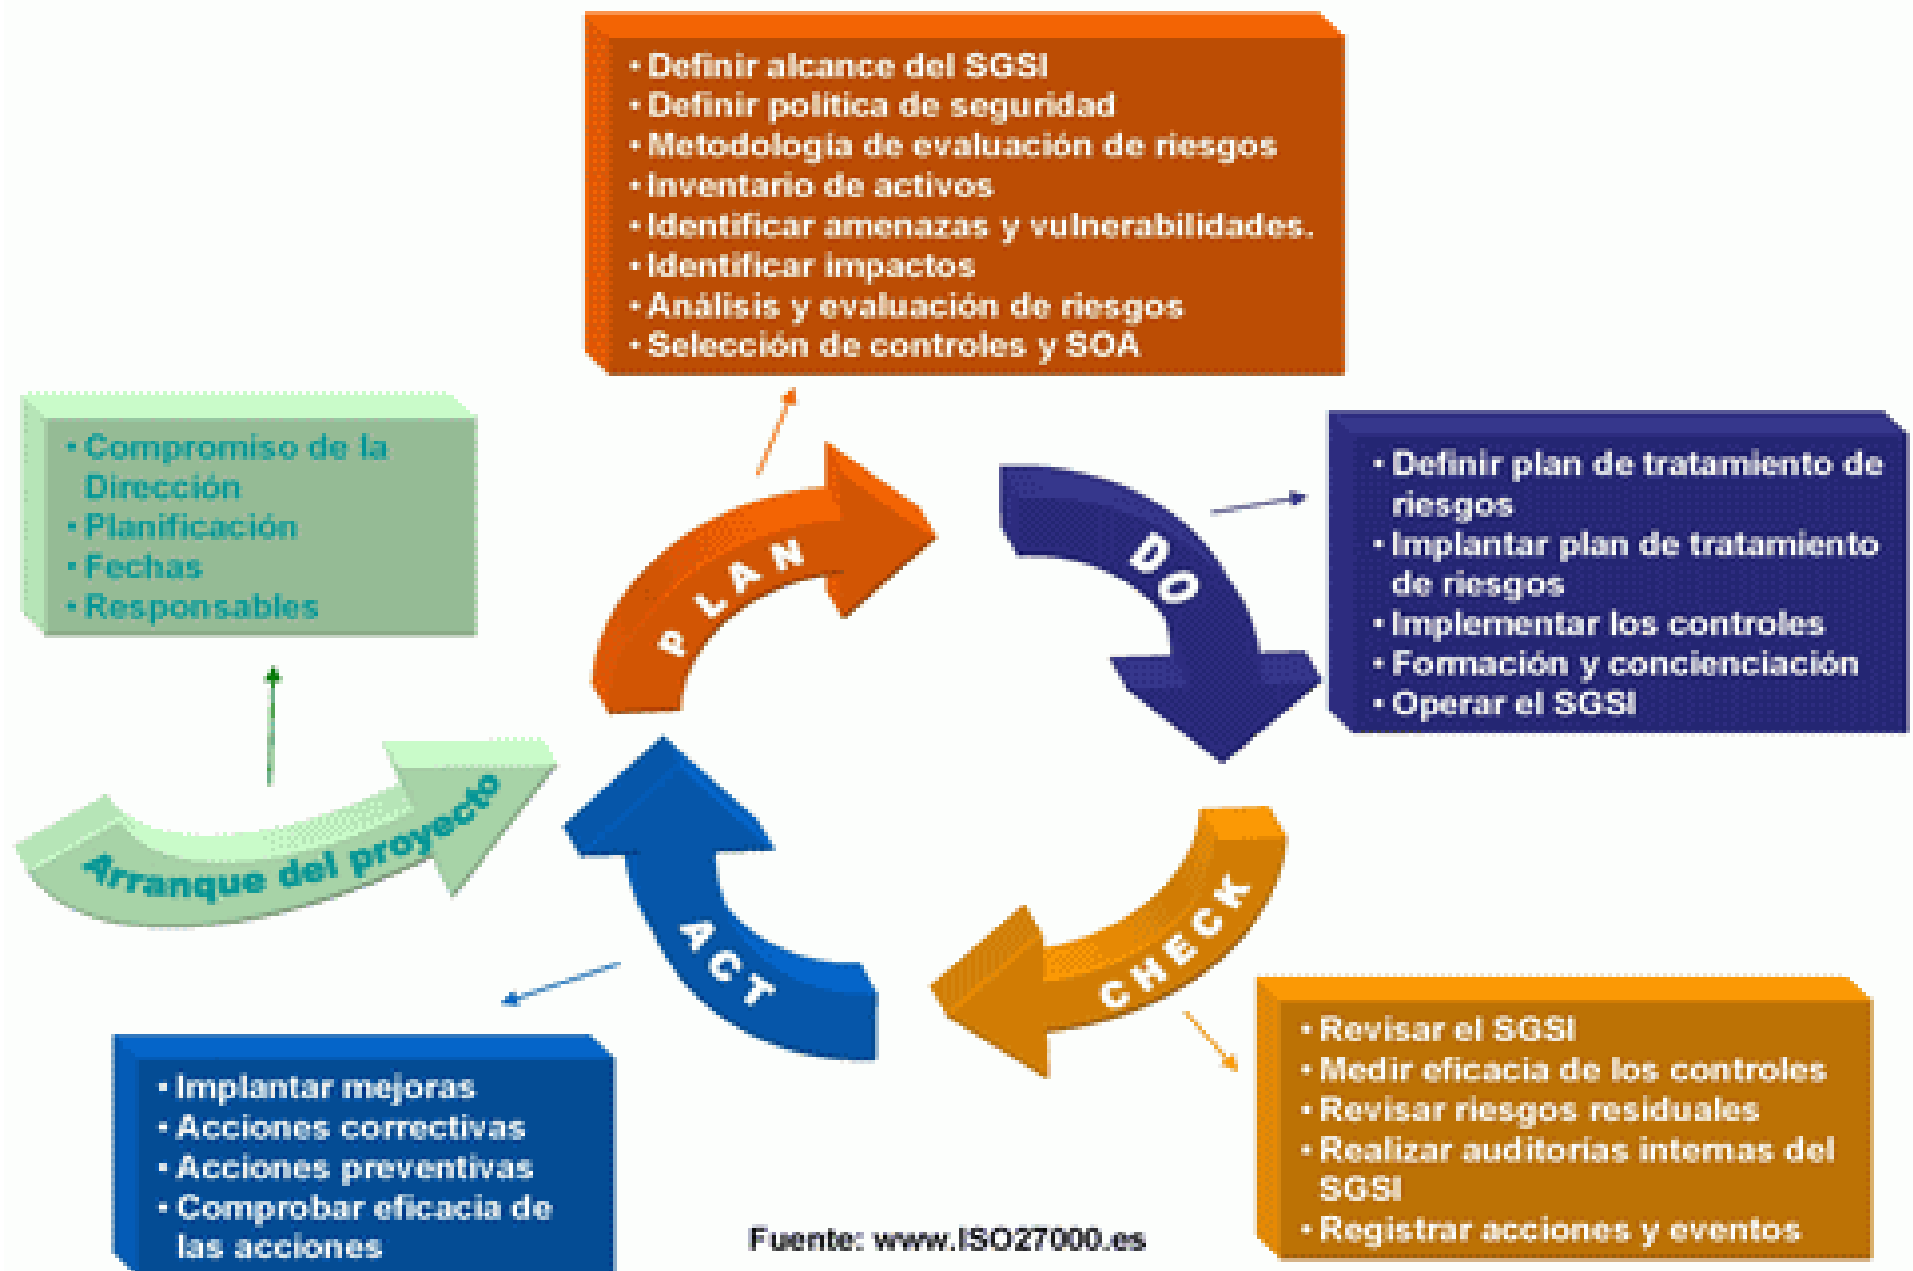 • Definir alcance del SGSI
• Definir política de seguridad
• Metodología de evaluación de riesgos
• Inventario de activos
• Identificar amenazas y vulnerabilidades.
• Identificar impactos
• Análisis y evaluación de riesgos
• Selección de controles y SOA
• Compromiso de la
Dirección
• Planificación
• Fechas
• Responsables
• Definir plan de tratamiento de
riesgos
• Implantar plan de tratamiento
de riesgos
• Implementar los controles
• Formación y concienciación
• Operar el SGSI
PLAN
DO
Arranque del proyecto
ACT
CHECK
• Implantar mejoras
• Acciones correctivas
• Acciones preventivas
• Comprobar eficacia de
las acciones
• Revisar el SGSI
• Medir eficacia de los controles
• Revisar riesgos residuales
• Realizar auditorías internas del
SGSI
• Registrar acciones y eventos
Fuente: www.ISO27000.es